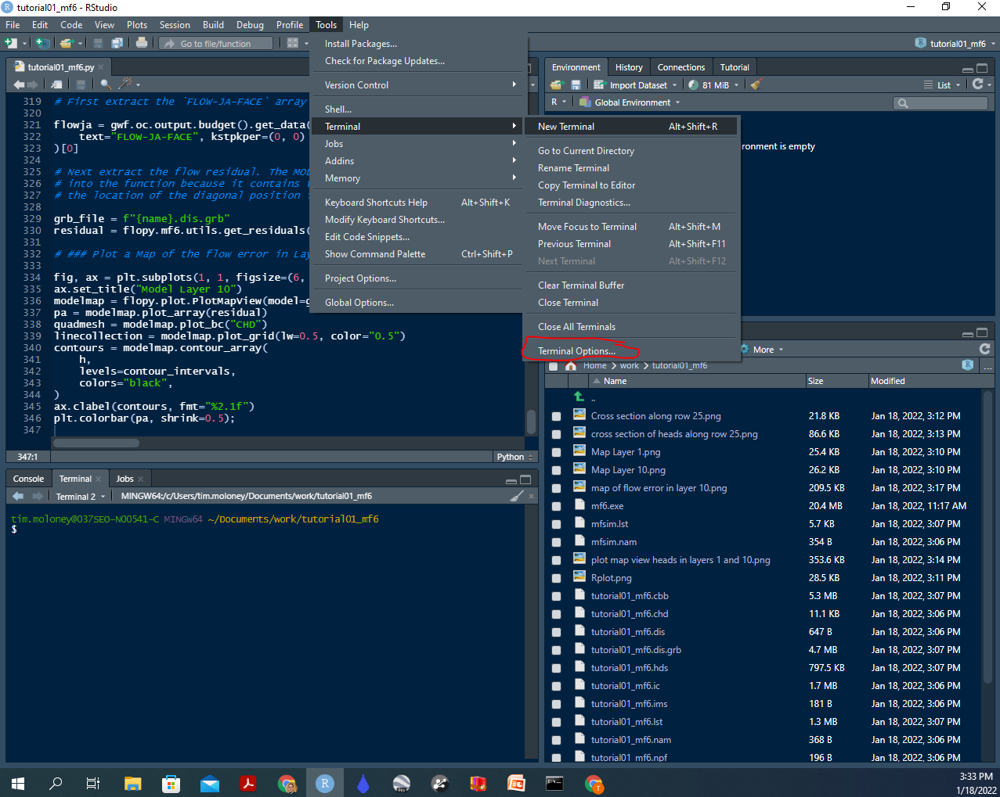 tutorial01_mf6 - RStudio
File Edit Code View Plots Session Build Debug Profile Tools Help
Go to file/function
tutorial01_mf6
tutorial01_mf6.py
319 # First extract the `FLOW-JA-FACE` array
320
321 flowja = gwf.oc.output.budget().get_data(
322 text="FLOW-JA-FACE", kstpkper=(0, 0)
323 )[0]
324
325 # Next extract the flow residual. The MOD
326 # into the function because it contains
327 # the location of the diagonal position
328
329 grb_file = f"{name}.dis.grb"
330 residual = flopy.mf6.utils.get_residuals(
331
332 # ### Plot a Map of the flow error in Lay
333
334 fig, ax = plt.subplots(1, 1, figsize=(6,
335 ax.set_title("Model Layer 10")
336 modelmap = flopy.plot.PlotMapView(model=g
337 pa = modelmap.plot_array(residual)
338 quadmesh = modelmap.plot_bc("CHD")
339 linecollection = modelmap.plot_grid(lw=0.5, color="0.5")
340 contours = modelmap.contour_array(
341 h,
342 levels=contour_intervals,
343 colors="black",
344 )
345 ax.clabel(contours, fmt="%2.1f")
346 plt.colorbar(pa, shrink=0.5);
347
347:1 Python
Install Packages...
Check for Package Updates...
Version Control
Shell...
Terminal
Jobs
Addins
Memory
Keyboard Shortcuts Help Alt+Shift+K
Modify Keyboard Shortcuts...
Edit Code Snippets...
Show Command Palette Ctrl+Shift+P
Project Options...
Global Options...
New Terminal Alt+Shift+R
Go to Current Directory
Rename Terminal
Copy Terminal to Editor
Terminal Diagnostics...
Move Focus to Terminal Alt+Shift+M
Previous Terminal Alt+Shift+F11
Next Terminal Alt+Shift+F12
Clear Terminal Buffer
Close Terminal
Close All Terminals
Terminal Options...
Environment History Connections Tutorial
Import Dataset 81 MiB List
R Global Environment
ronment is empty
More
Home work tutorial01_mf6
...
Name Size Modified
..
Cross section along row 25.png 21.8 KB Jan 18, 2022, 3:12 PM
cross section of heads along row 25.png 86.6 KB Jan 18, 2022, 3:13 PM
Map Layer 1.png 25.4 KB Jan 18, 2022, 3:10 PM
Map Layer 10.png 26.2 KB Jan 18, 2022, 3:10 PM
map of flow error in layer 10.png 209.5 KB Jan 18, 2022, 3:17 PM
mf6.exe 20.4 MB Jan 18, 2022, 11:17 AM
mfsim.lst 5.7 KB Jan 18, 2022, 3:07 PM
mfsim.nam 354 B Jan 18, 2022, 3:06 PM
plot map view heads in layers 1 and 10.png 353.6 KB Jan 18, 2022, 3:14 PM
Rplot.png 28.5 KB Jan 18, 2022, 3:11 PM
tutorial01_mf6.cbb 5.3 MB Jan 18, 2022, 3:07 PM
tutorial01_mf6.chd 11.1 KB Jan 18, 2022, 3:06 PM
tutorial01_mf6.dis 647 B Jan 18, 2022, 3:06 PM
tutorial01_mf6.dis.grb 4.7 MB Jan 18, 2022, 3:07 PM
tutorial01_mf6.hds 797.5 KB Jan 18, 2022, 3:07 PM
tutorial01_mf6.ic 1.7 MB Jan 18, 2022, 3:06 PM
tutorial01_mf6.ims 181 B Jan 18, 2022, 3:06 PM
tutorial01_mf6.lst 1.3 MB Jan 18, 2022, 3:07 PM
tutorial01_mf6.nam 368 B Jan 18, 2022, 3:06 PM
tutorial01_mf6.npf 196 B Jan 18, 2022, 3:06 PM
Console Terminal Jobs
Terminal 2 MINGW64:/c/Users/tim.moloney/Documents/work/tutorial01_mf6
tim.moloney@037SEO-N00541-C MINGW64 ~/Documents/work/tutorial01_mf6
$
3:33 PM
1/18/2022